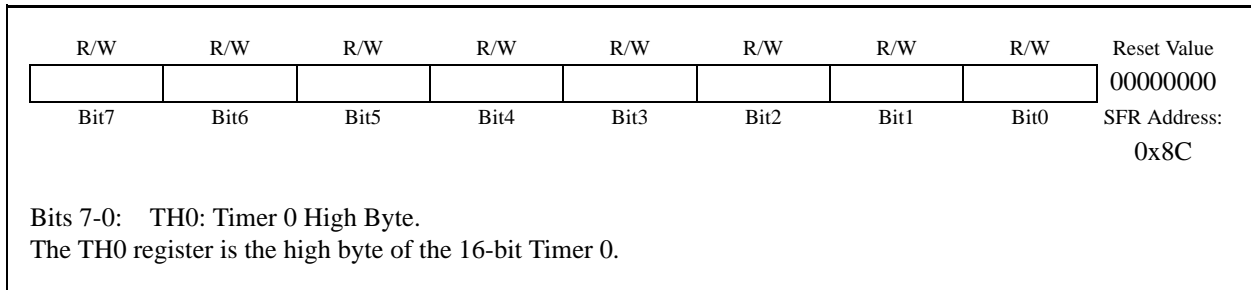 R/W R/W R/W R/W R/W R/W R/W R/W Reset Value
00000000
Bit7 Bit6 Bit5 Bit4 Bit3 Bit2 Bit1 Bit0 SFR Address:
0x8C
Bits 7-0: TH0: Timer 0 High Byte.
The TH0 register is the high byte of the 16-bit Timer 0.